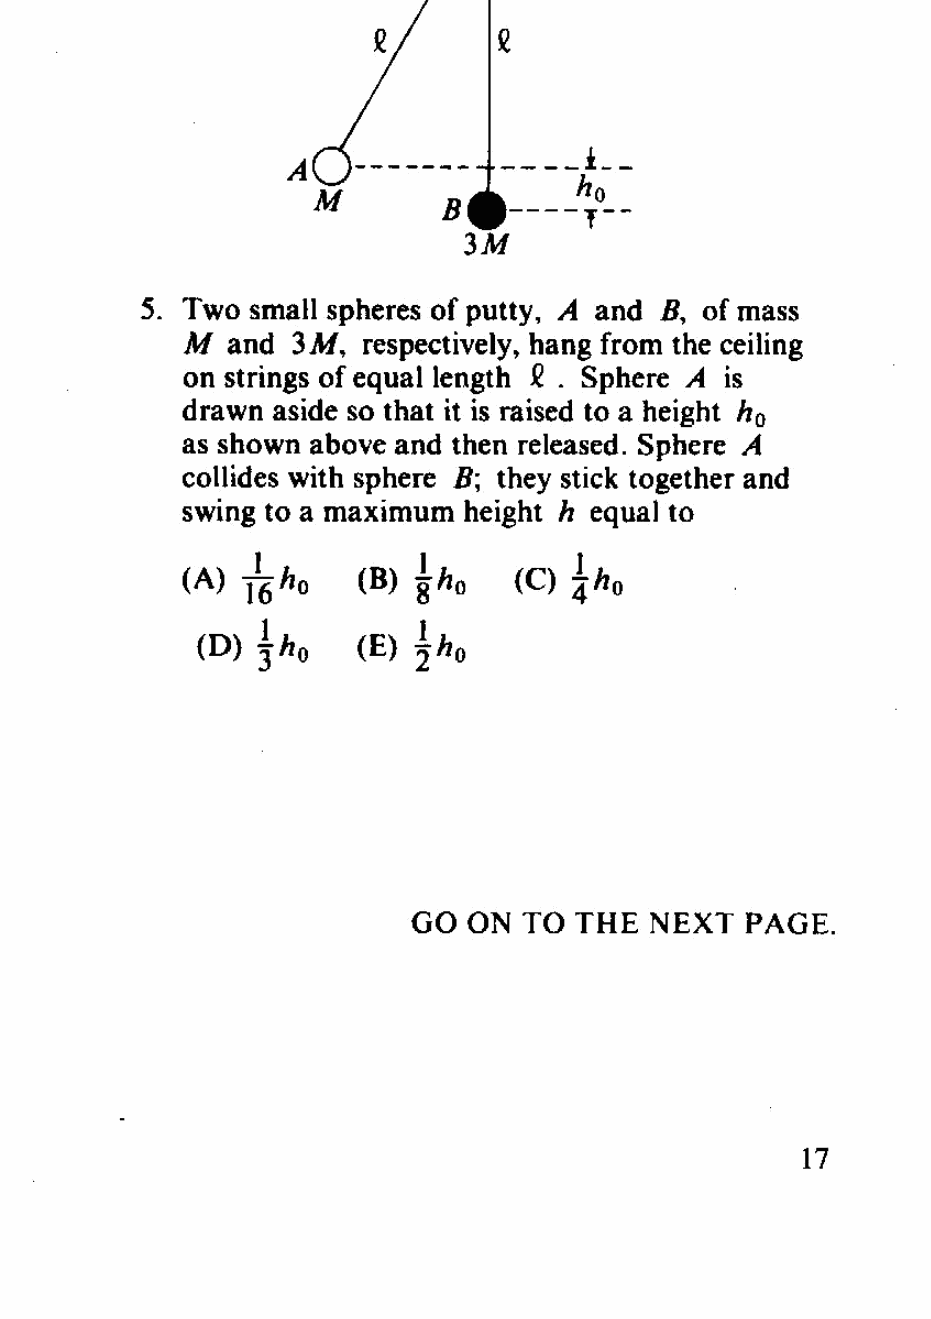 ℓ ℓ
A h₀
M B
3M
5. Two small spheres of putty, A and B, of mass
M and 3M, respectively, hang from the ceiling
on strings of equal length ℓ . Sphere A is
drawn aside so that it is raised to a height h₀
as shown above and then released. Sphere A
collides with sphere B; they stick together and
swing to a maximum height h equal to
(A) 1/16 h₀ (B) 1/8 h₀ (C) 1/4 h₀
(D) 1/3 h₀ (E) 1/2 h₀
GO ON TO THE NEXT PAGE.
17